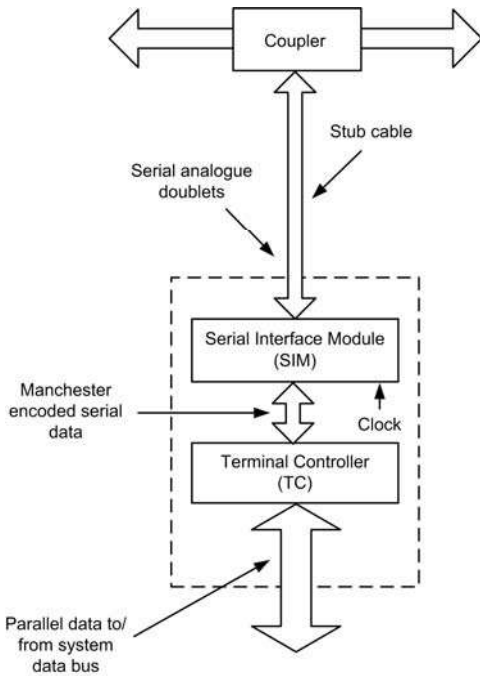 Coupler
Stub cable
Serial analogue
doublets
Serial Interface Module
(SIM)
Manchester
encoded serial
data
Clock
Terminal Controller
(TC)
Parallel data to/
from system
data bus